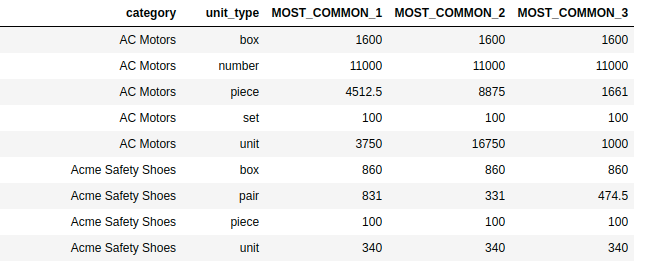 category unit_type MOST_COMMON_1 MOST_COMMON_2 MOST_COMMON_3
AC Motors box 1600 1600 1600
AC Motors number 11000 11000 11000
AC Motors piece 4512.5 8875 1661
AC Motors set 100 100 100
AC Motors unit 3750 16750 1000
Acme Safety Shoes box 860 860 860
Acme Safety Shoes pair 831 331 474.5
Acme Safety Shoes piece 100 100 100
Acme Safety Shoes unit 340 340 340